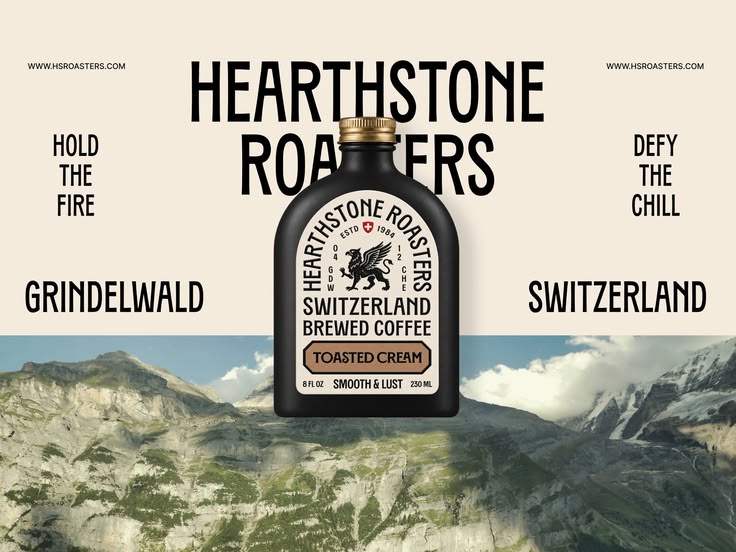 WWW.HSROASTERS.COM
WWW.HSROASTERS.COM
HEARTHSTONE
ROA ERS
HOLD
THE
FIRE
DEFY
THE
CHILL
GRINDELWALD
SWITZERLAND
HEARTHSTONE ROASTERS
ESTD 1984
04 12
GDW CHE
SWITZERLAND
BREWED COFFEE
TOASTED CREAM
8 FL OZ SMOOTH & LUST 230 ML